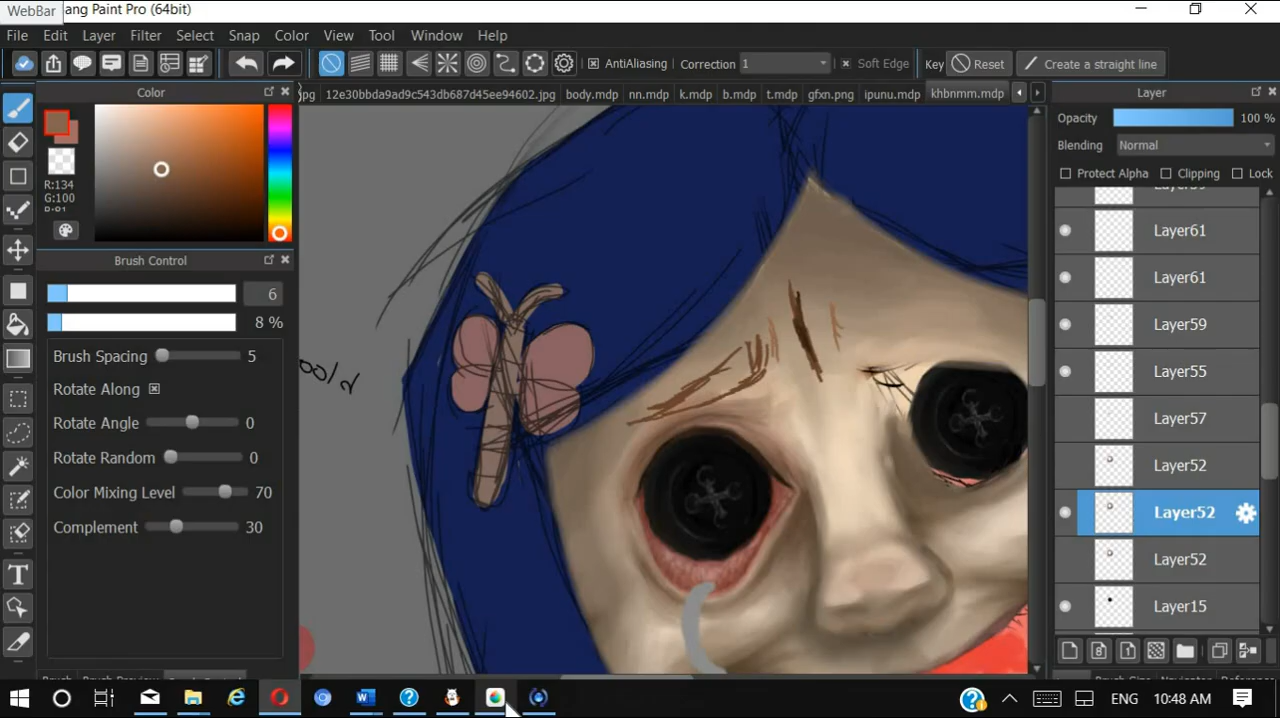 WebBar
ang Paint Pro (64bit)
File Edit Layer Filter Select Snap Color View Tool Window Help
AntiAliasing Correction 1 Soft Edge Key Reset Create a straight line
Color
jpg 12e30bbda9ad9c543db687d45ee94602.jpg body.mdp nn.mdp k.mdp b.mdp t.mdp gfxn.png ipunu.mdp khbnmm.mdp
Layer
Opacity 100 %
Blending Normal
Protect Alpha Clipping Lock
R:134
G:100
Brush Control
6
8 %
Brush Spacing 5
Rotate Along
Rotate Angle 0
Rotate Random 0
Color Mixing Level 70
Complement 30
Layer61
Layer61
Layer59
Layer55
Layer57
Layer52
Layer52
Layer52
Layer15
ENG 10:48 AM